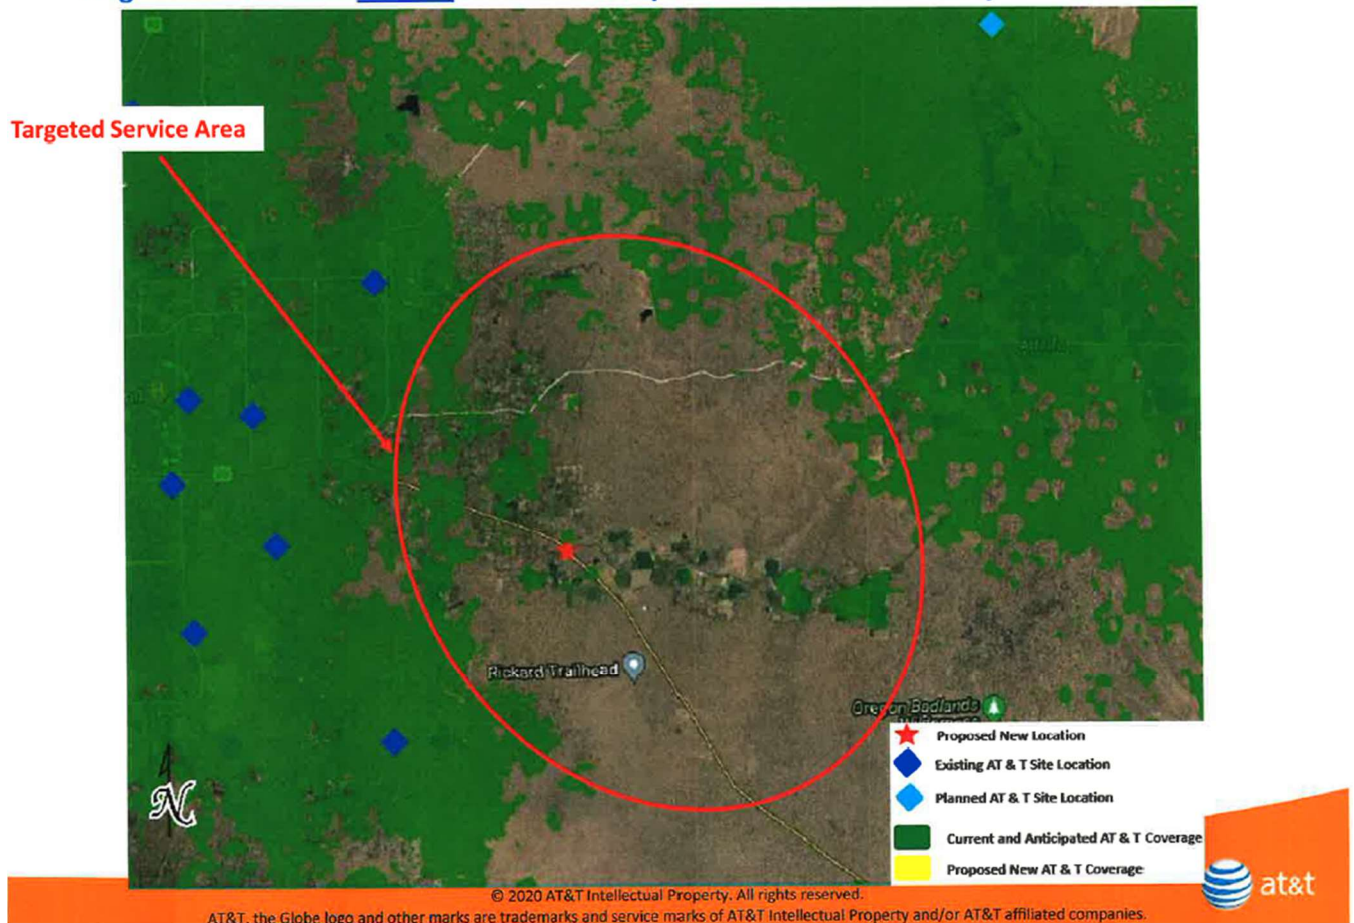 Targeted Service Area
Rickard Trailhead
Oregon Badlands
Wilderness
Proposed New Location
Existing AT & T Site Location
Planned AT & T Site Location
Current and Anticipated AT & T Coverage
Proposed New AT & T Coverage
N
at&t
© 2020 AT&T Intellectual Property. All rights reserved.
AT&T, the Globe logo and other marks are trademarks and service marks of AT&T Intellectual Property and/or AT&T affiliated companies.